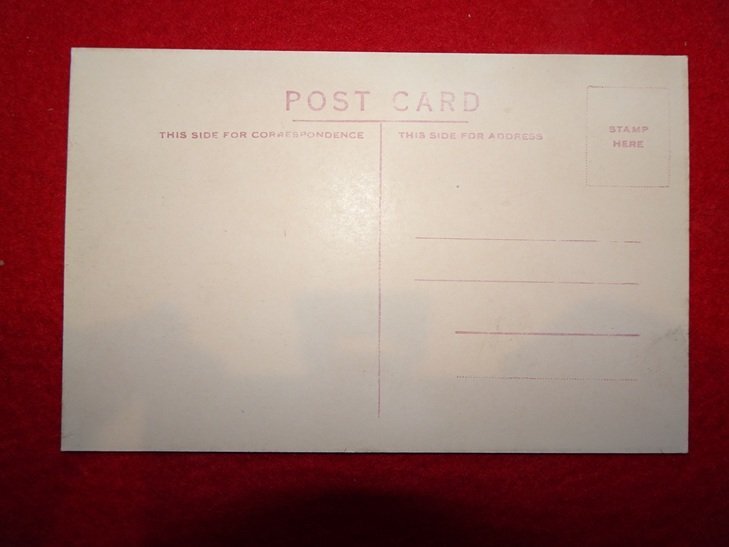 POST CARD
THIS SIDE FOR CORRESPONDENCE
THIS SIDE FOR ADDRESS
STAMP
HERE